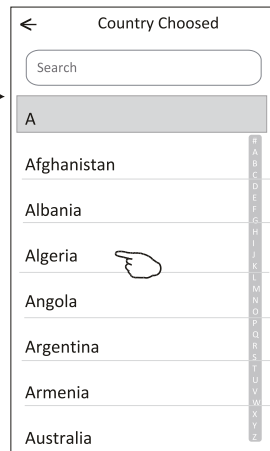 Country Choosed
Search
A
Afghanistan
Albania
Algeria
Angola
Argentina
Armenia
Australia
#
A
B
C
D
E
F
G
H
I
J
K
L
M
N
O
P
Q
R
S
T
U
V
W
X
Y
Z